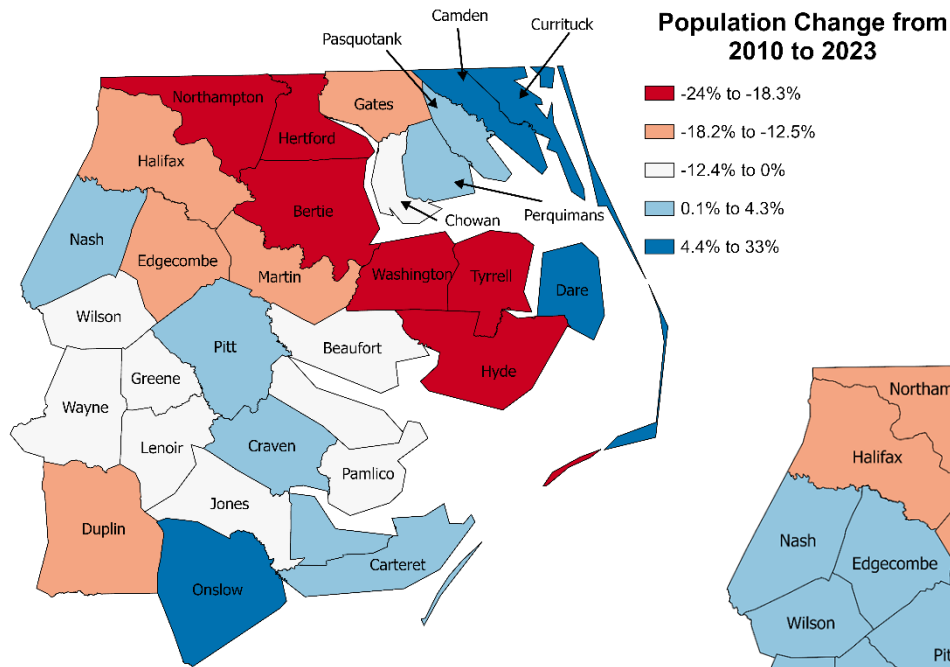 Population Change from
2010 to 2023
-24% to -18.3%
-18.2% to -12.5%
-12.4% to 0%
0.1% to 4.3%
4.4% to 33%
Camden
Currituck
Pasquotank
Northampton
Gates
Hertford
Halifax
Bertie
Chowan
Perquimans
Nash
Edgecombe
Martin
Washington
Tyrrell
Dare
Wilson
Pitt
Beaufort
Hyde
Greene
Wayne
Lenoir
Craven
Pamlico
Jones
Duplin
Carteret
Onslow
Northam
Halifax
Nash
Edgecombe
Wilson
Pit